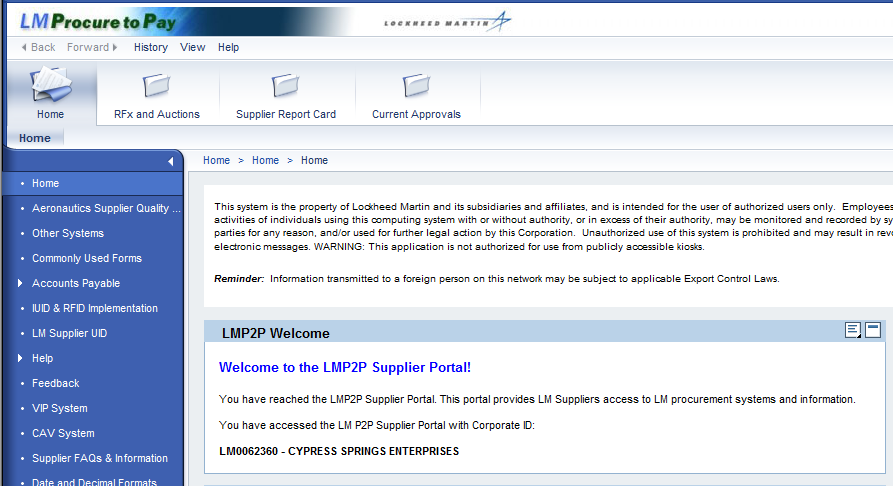 LM Procure to Pay
LOCKHEED MARTIN
Back Forward History View Help
Home RFx and Auctions Supplier Report Card Current Approvals
Home
Home > Home > Home
Home
Aeronautics Supplier Quality ...
Other Systems
Commonly Used Forms
Accounts Payable
IUID & RFID Implementation
LM Supplier UID
Help
Feedback
VIP System
CAV System
Supplier FAQs & Information
Date and Decimal Formats
This system is the property of Lockheed Martin and its subsidiaries and affiliates, and is intended for the user of authorized users only. Employees
activities of individuals using this computing system with or without authority, or in excess of their authority, may be monitored and recorded by sy
parties for any reason, and/or used for further legal action by this Corporation. Unauthorized use of this system is prohibited and may result in revo
electronic messages. WARNING: This application is not authorized for use from publicly accessible kiosks.
Reminder: Information transmitted to a foreign person on this network may be subject to applicable Export Control Laws.
LMP2P Welcome
Welcome to the LMP2P Supplier Portal!
You have reached the LMP2P Supplier Portal. This portal provides LM Suppliers access to LM procurement systems and information.
You have accessed the LM P2P Supplier Portal with Corporate ID:
LM0062360 - CYPRESS SPRINGS ENTERPRISES